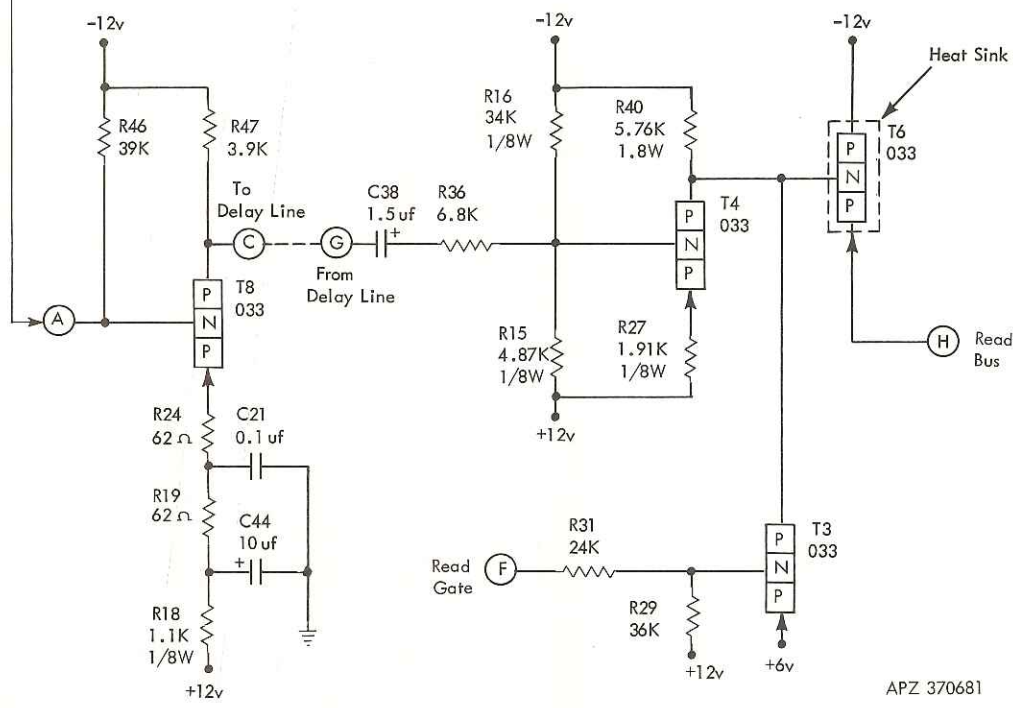 -12v
-12v
-12v
Heat Sink
R46
39K
R47
3.9K
R16
34K
1/8W
R40
5.76K
1.8W
P
N
P
T6
033
To
Delay Line
C
G
From
Delay Line
C38
1.5 uf
+
R36
6.8K
P
N
P
T4
033
A
P
N
P
T8
033
R15
4.87K
1/8W
R27
1.91K
1/8W
H
Read
Bus
+12v
R24
62 Ω
C21
0.1 uf
R19
62 Ω
C44
10 uf
+
R18
1.1K
1/8W
+12v
Read
Gate
F
R31
24K
R29
36K
+12v
P
N
P
T3
033
+6v
APZ 370681